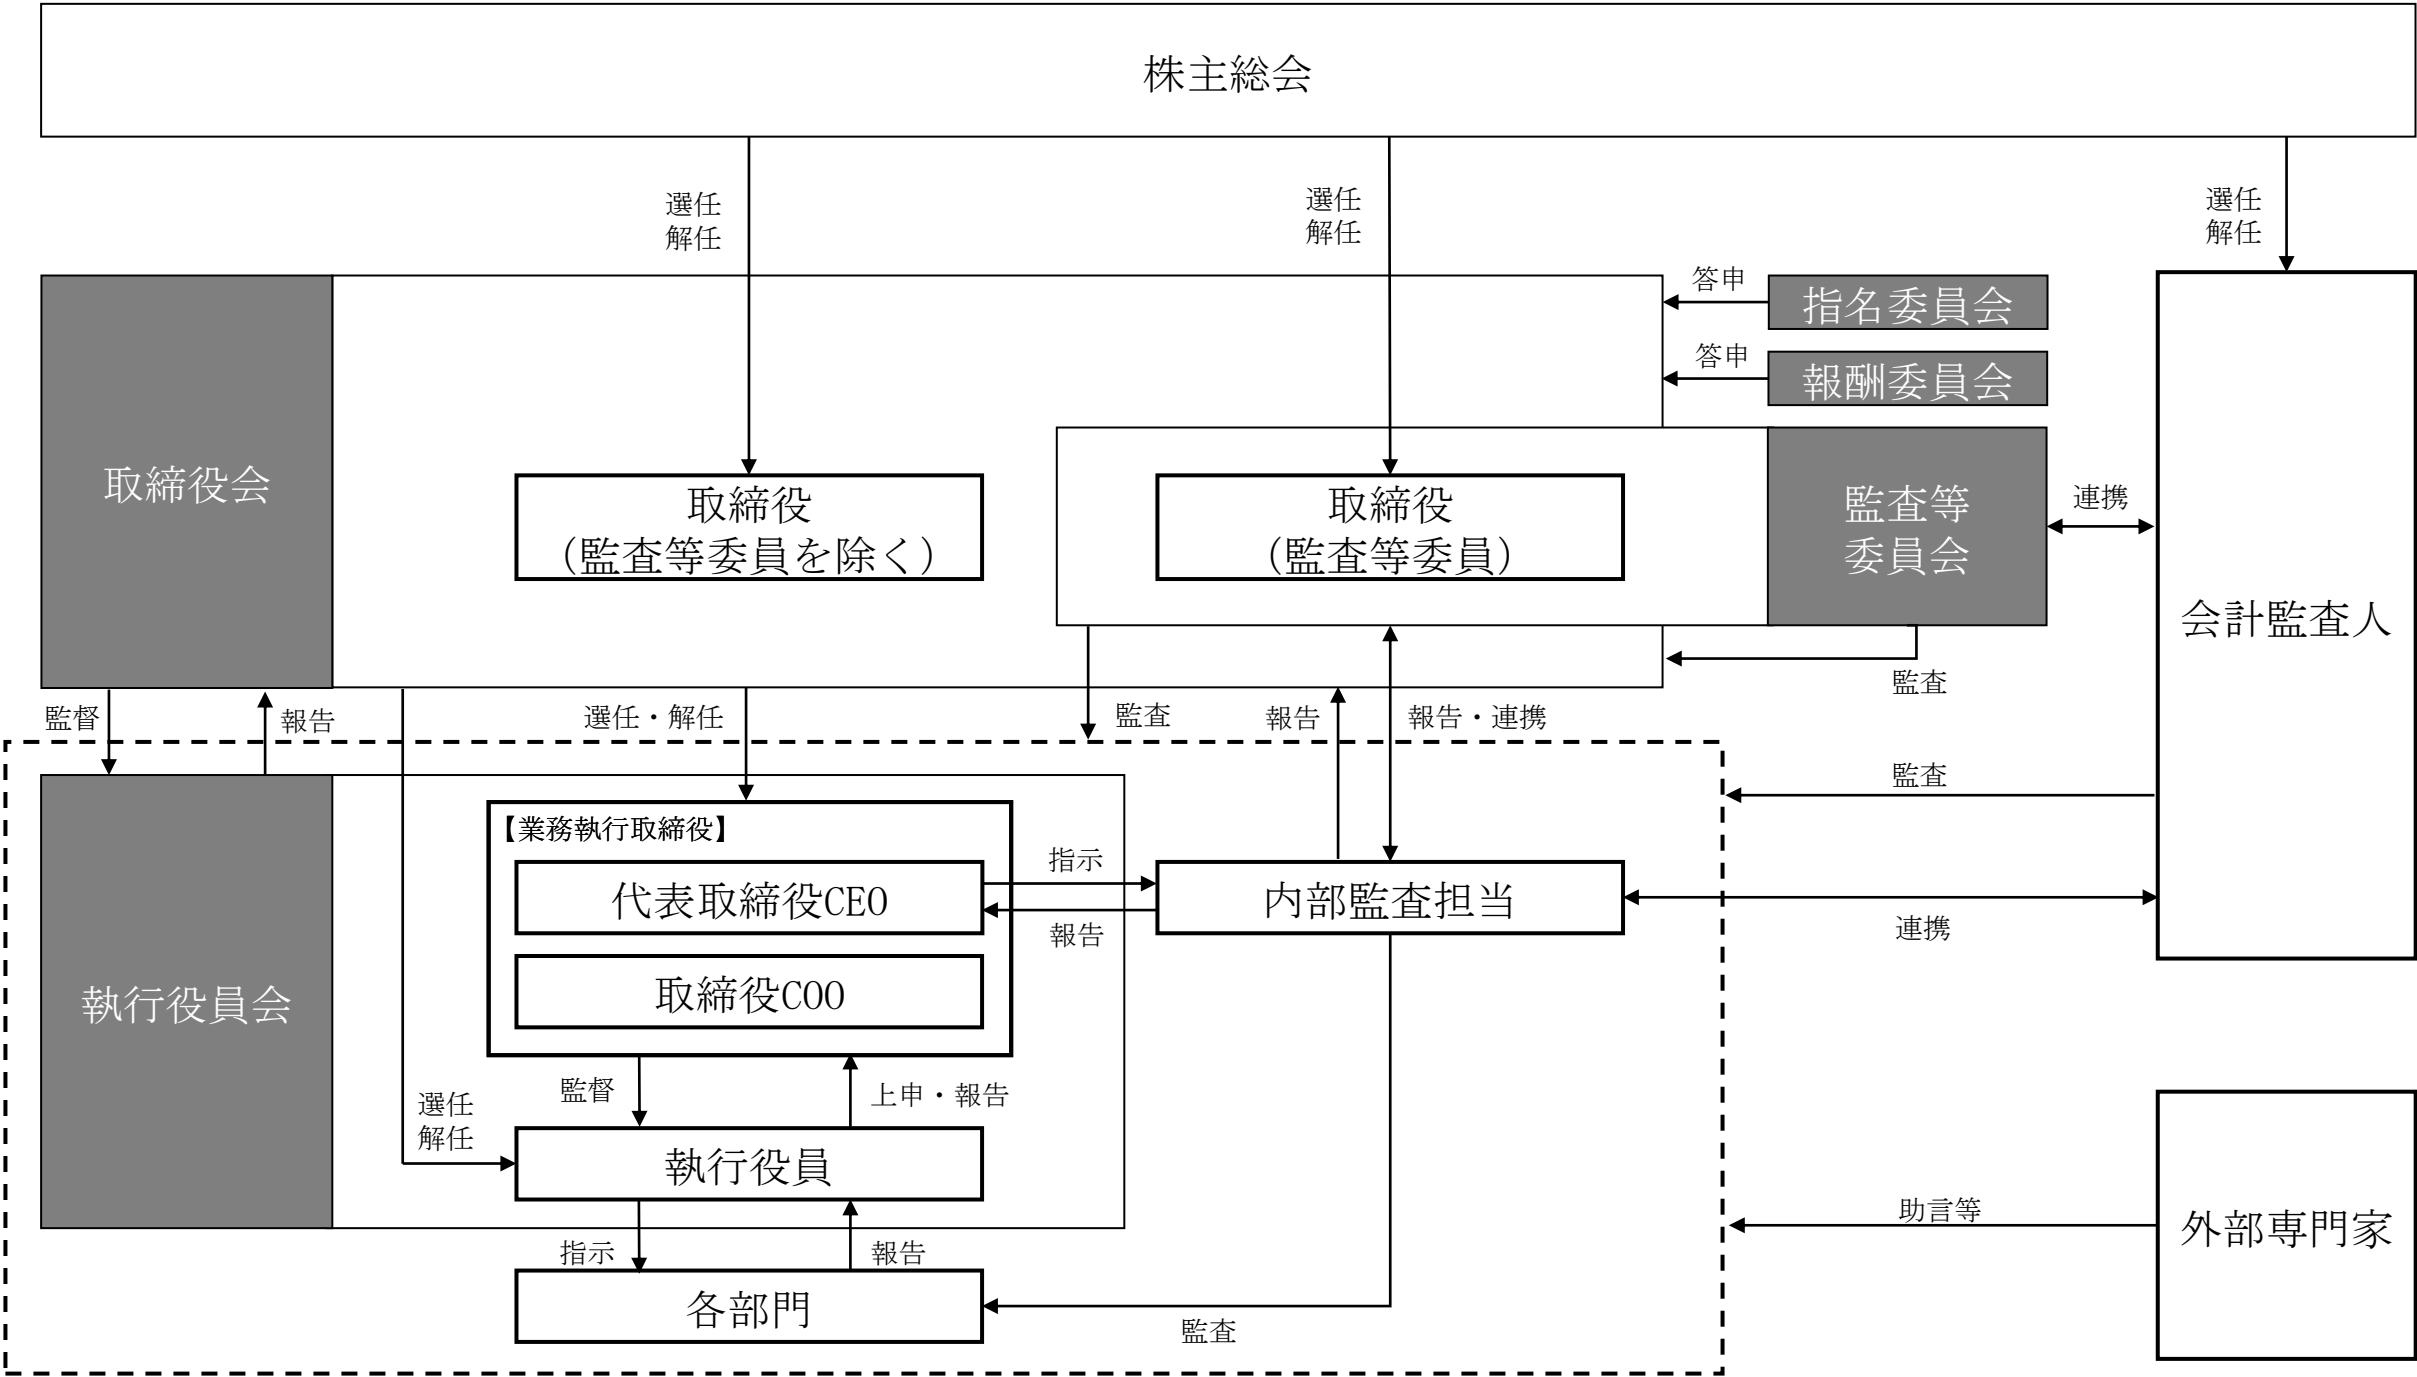 株主総会
選任
解任
選任
解任
選任
解任
取締役会
取締役
（監査等委員を除く）
取締役
（監査等委員）
答申
指名委員会
答申
報酬委員会
監査等
委員会
連携
会計監査人
監査
監督
報告
選任・解任
監査
報告
報告・連携
監査
執行役員会
【業務執行取締役】
代表取締役CEO
取締役COO
指示
報告
内部監査担当
連携
監督
上申・報告
選任
解任
執行役員
指示
報告
各部門
監査
助言等
外部専門家